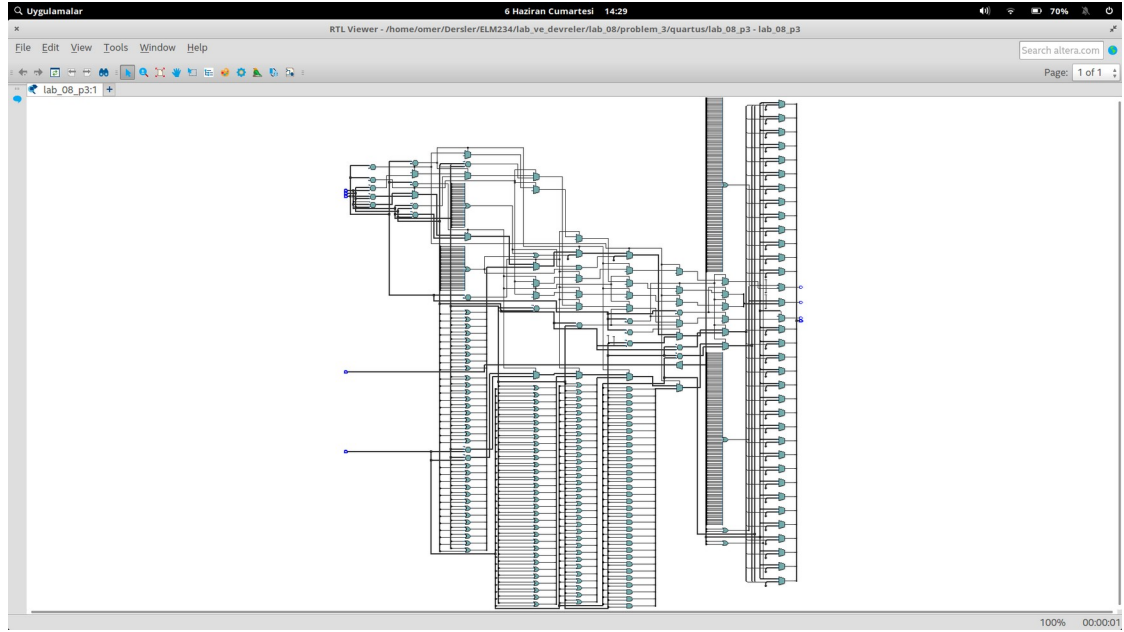 Uygulamalar 6 Haziran Cumartesi 14:29 70%
RTL Viewer - /home/omer/Dersler/ELM234/lab_ve_devreler/lab_08/problem_3/quartus/lab_08_p3 - lab_08_p3
File Edit View Tools Window Help
Search altera.com
Page: 1 of 1
lab_08_p3:1
100% 00:00:01